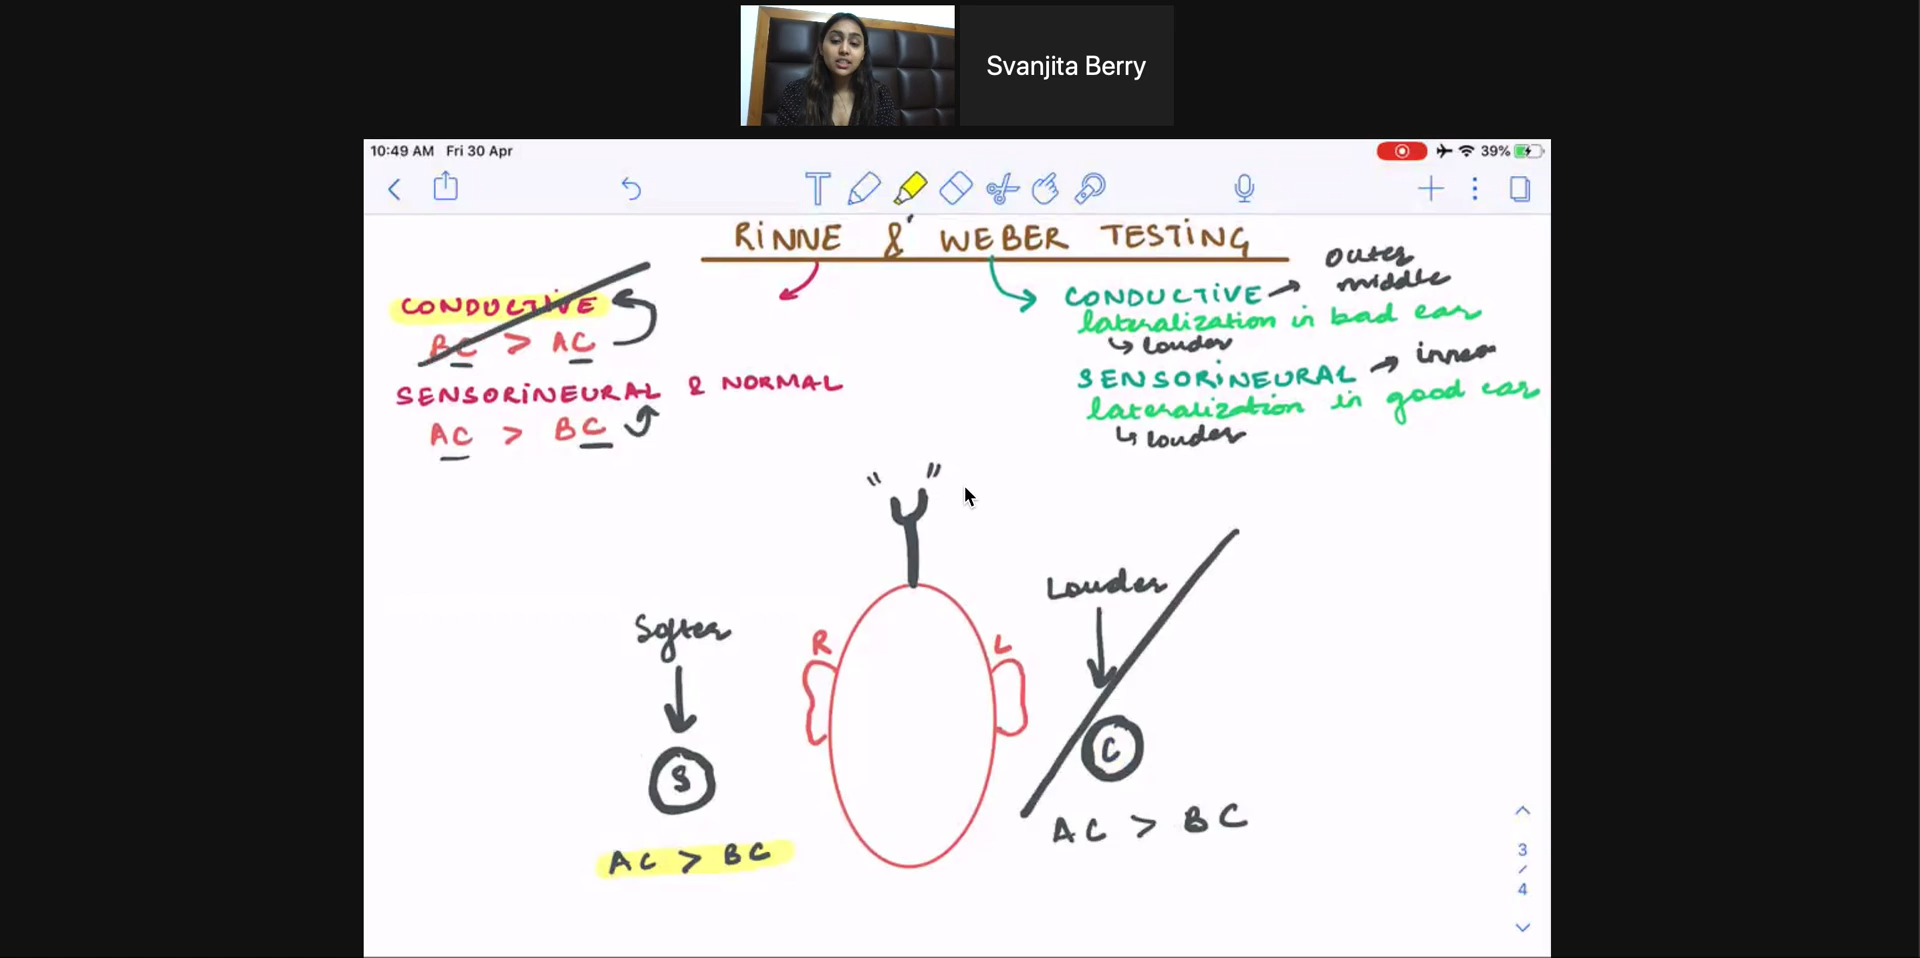 Svanjita Berry
10:49 AM Fri 30 Apr
39%
T
RINNE & WEBER TESTING
CONDUCTIVE
BC > AC
SENSORINEURAL & NORMAL
AC > BC
CONDUCTIVE → outer
middle
lateralization in bad ear
↳ louder
SENSORINEURAL → inner
lateralization in good ear
↳ louder
Softer
S
AC > BC
R
L
Louder
C
AC > BC
3
/
4